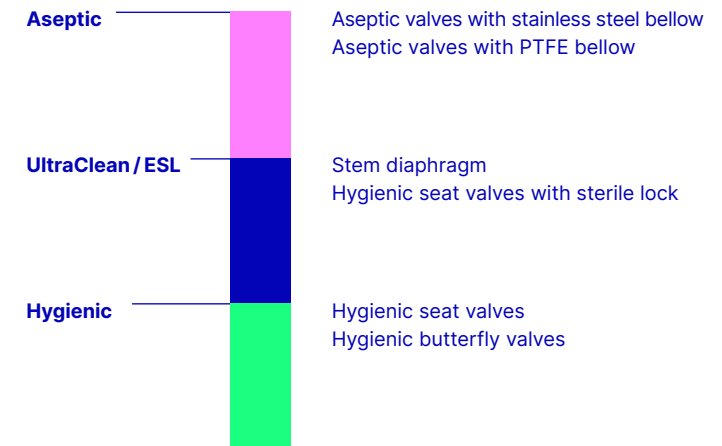 Aseptic
Aseptic valves with stainless steel bellow
Aseptic valves with PTFE bellow
UltraClean / ESL
Stem diaphragm
Hygienic seat valves with sterile lock
Hygienic
Hygienic seat valves
Hygienic butterfly valves